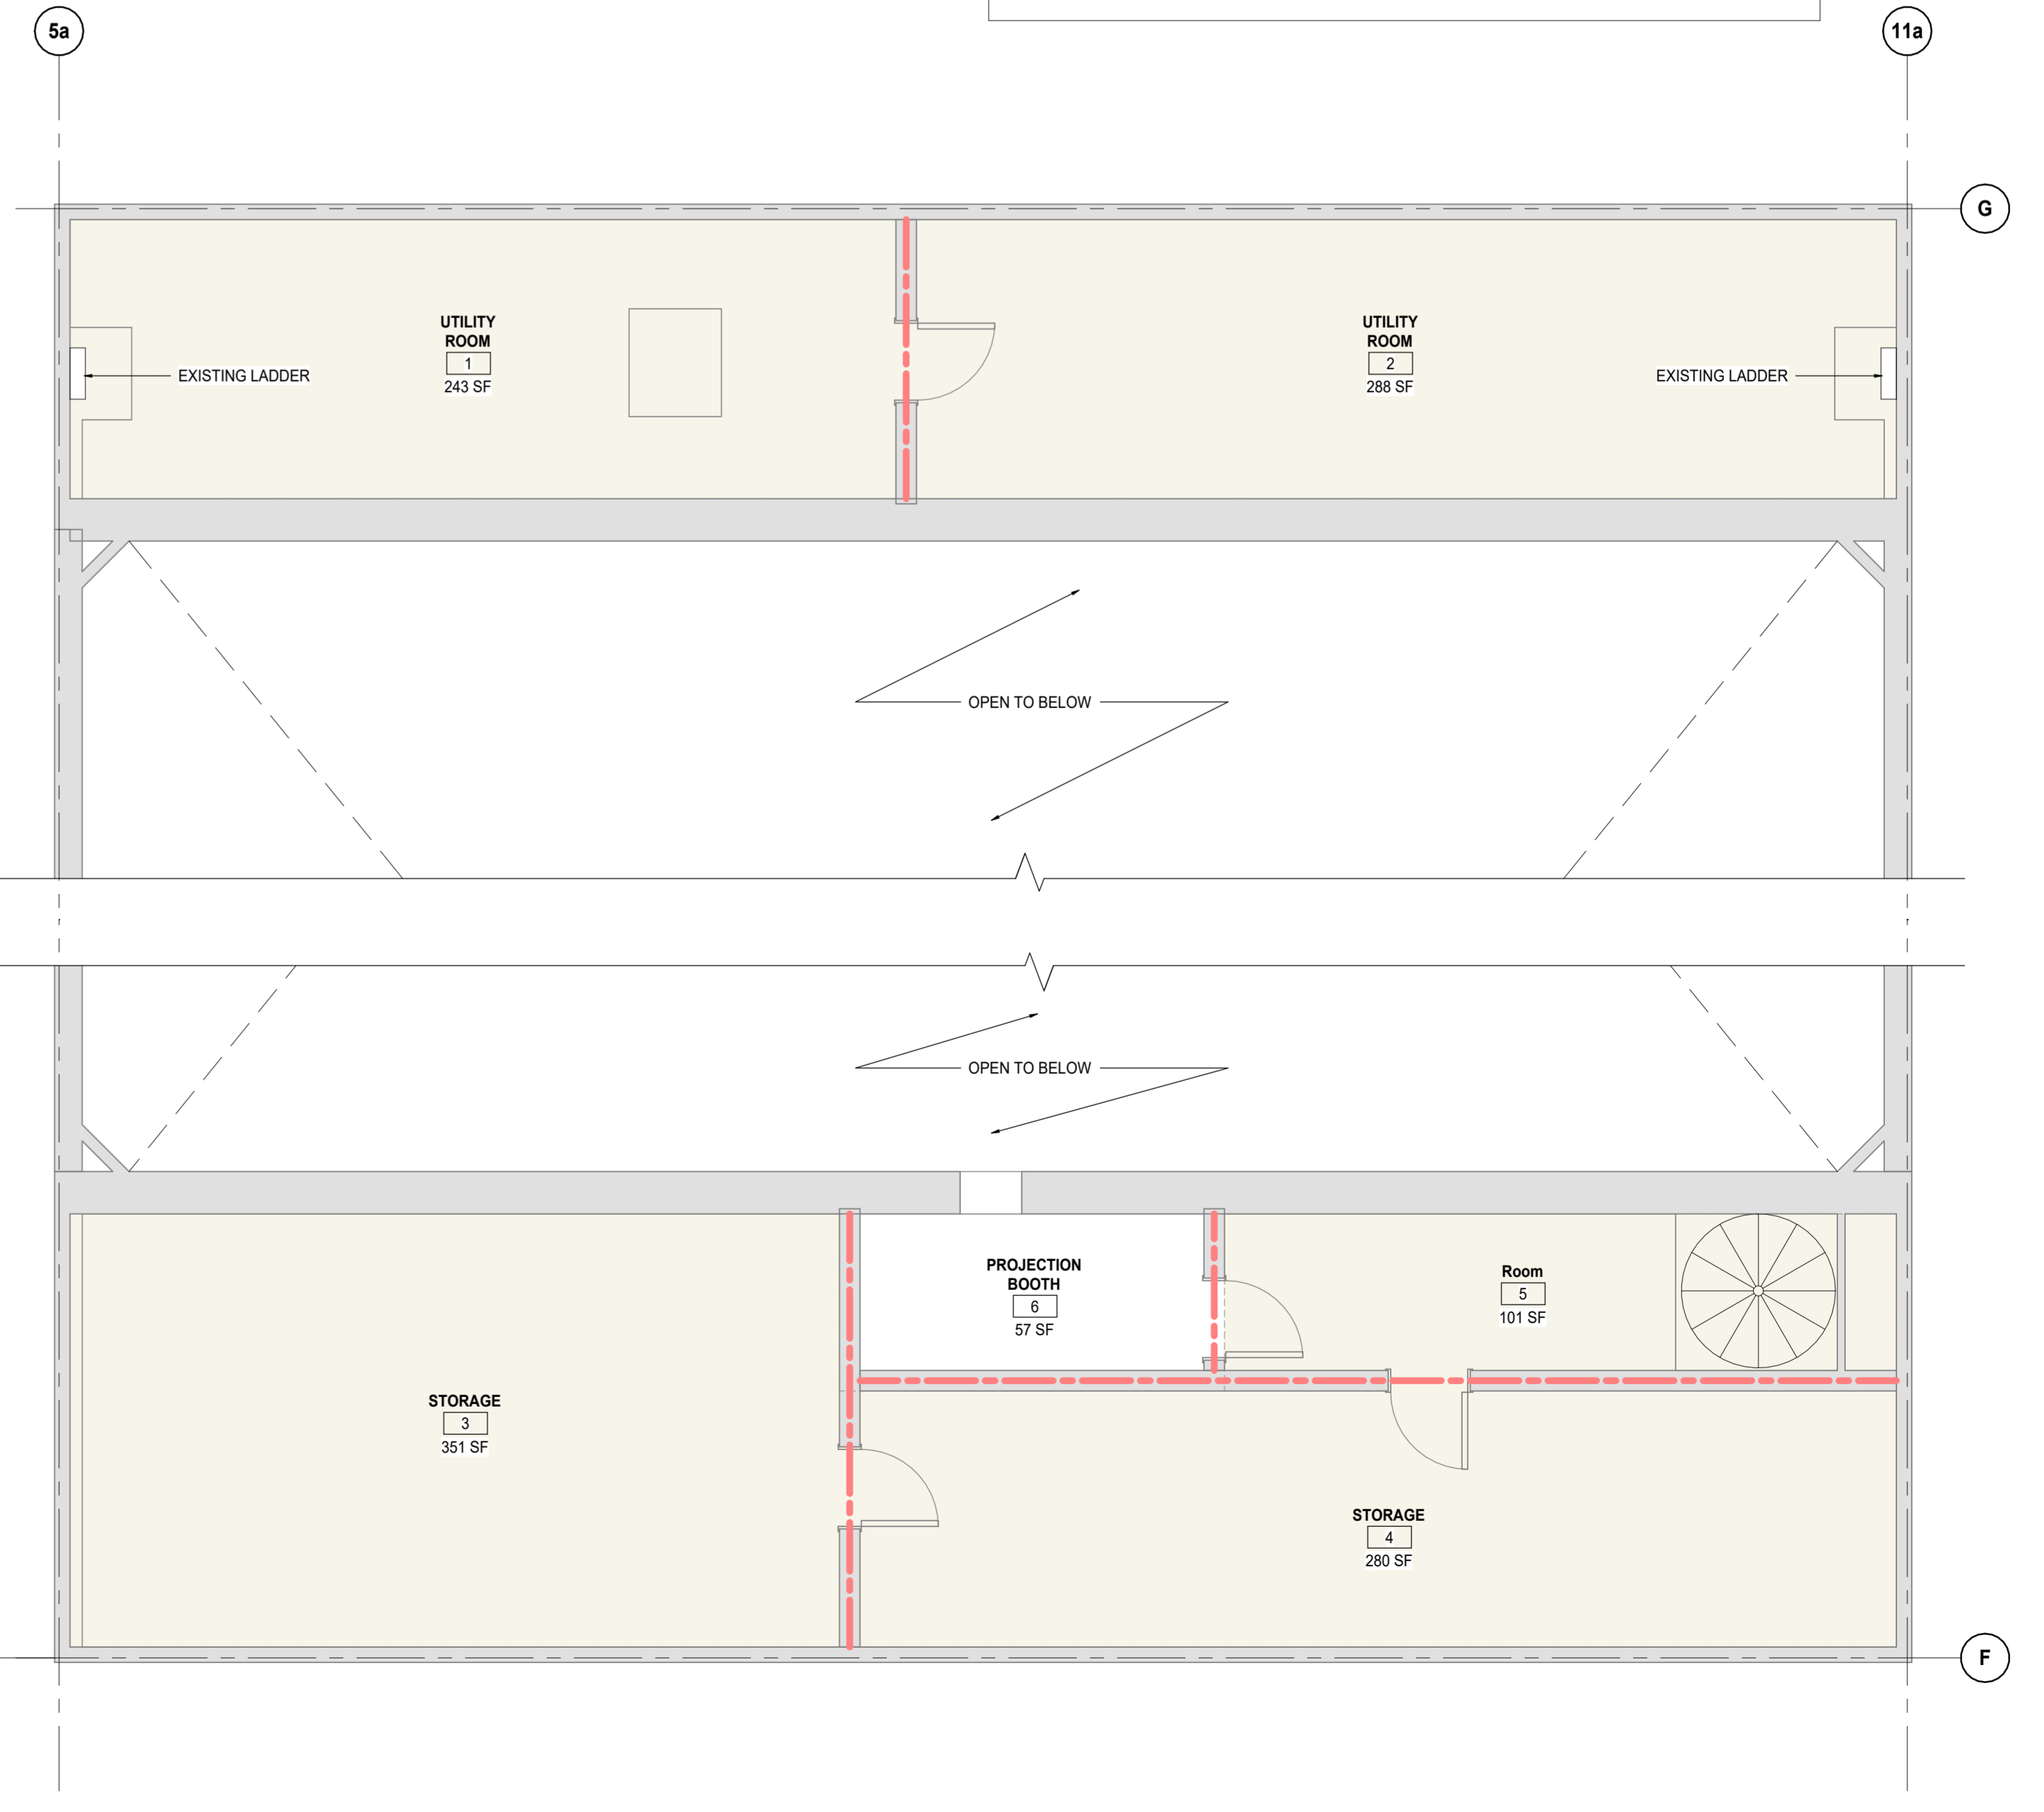 5a
11a
G
UTILITY
ROOM
1
243 SF
EXISTING LADDER
UTILITY
ROOM
2
288 SF
EXISTING LADDER
OPEN TO BELOW
OPEN TO BELOW
PROJECTION
BOOTH
6
57 SF
Room
5
101 SF
STORAGE
3
351 SF
STORAGE
4
280 SF
F